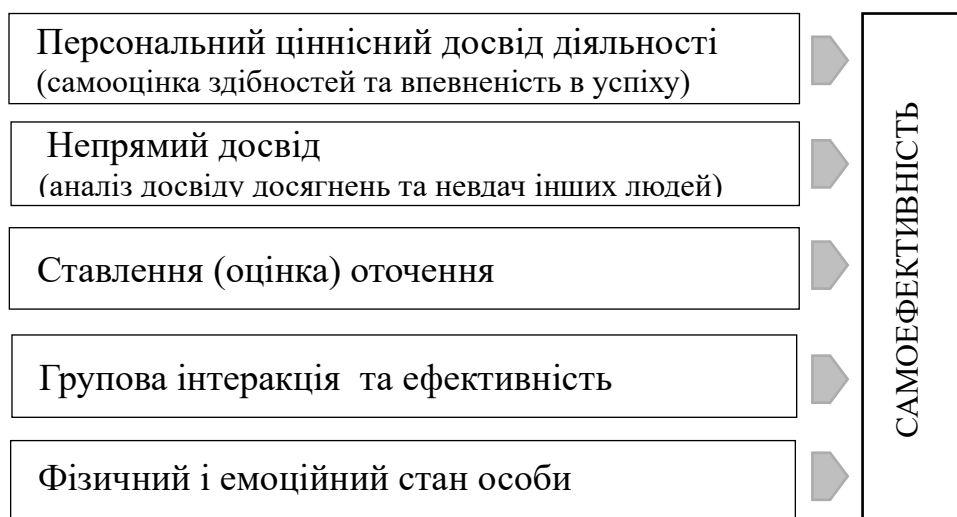 Персональний ціннісний досвід діяльності
(самооцінка здібностей та впевненість в успіху)
Непрямий досвід
(аналіз досвіду досягнень та невдач інших людей)
Ставлення (оцінка) оточення
Групова інтеракція та ефективність
Фізичний і емоційний стан особи
САМОЕФЕКТИВНІСТЬ